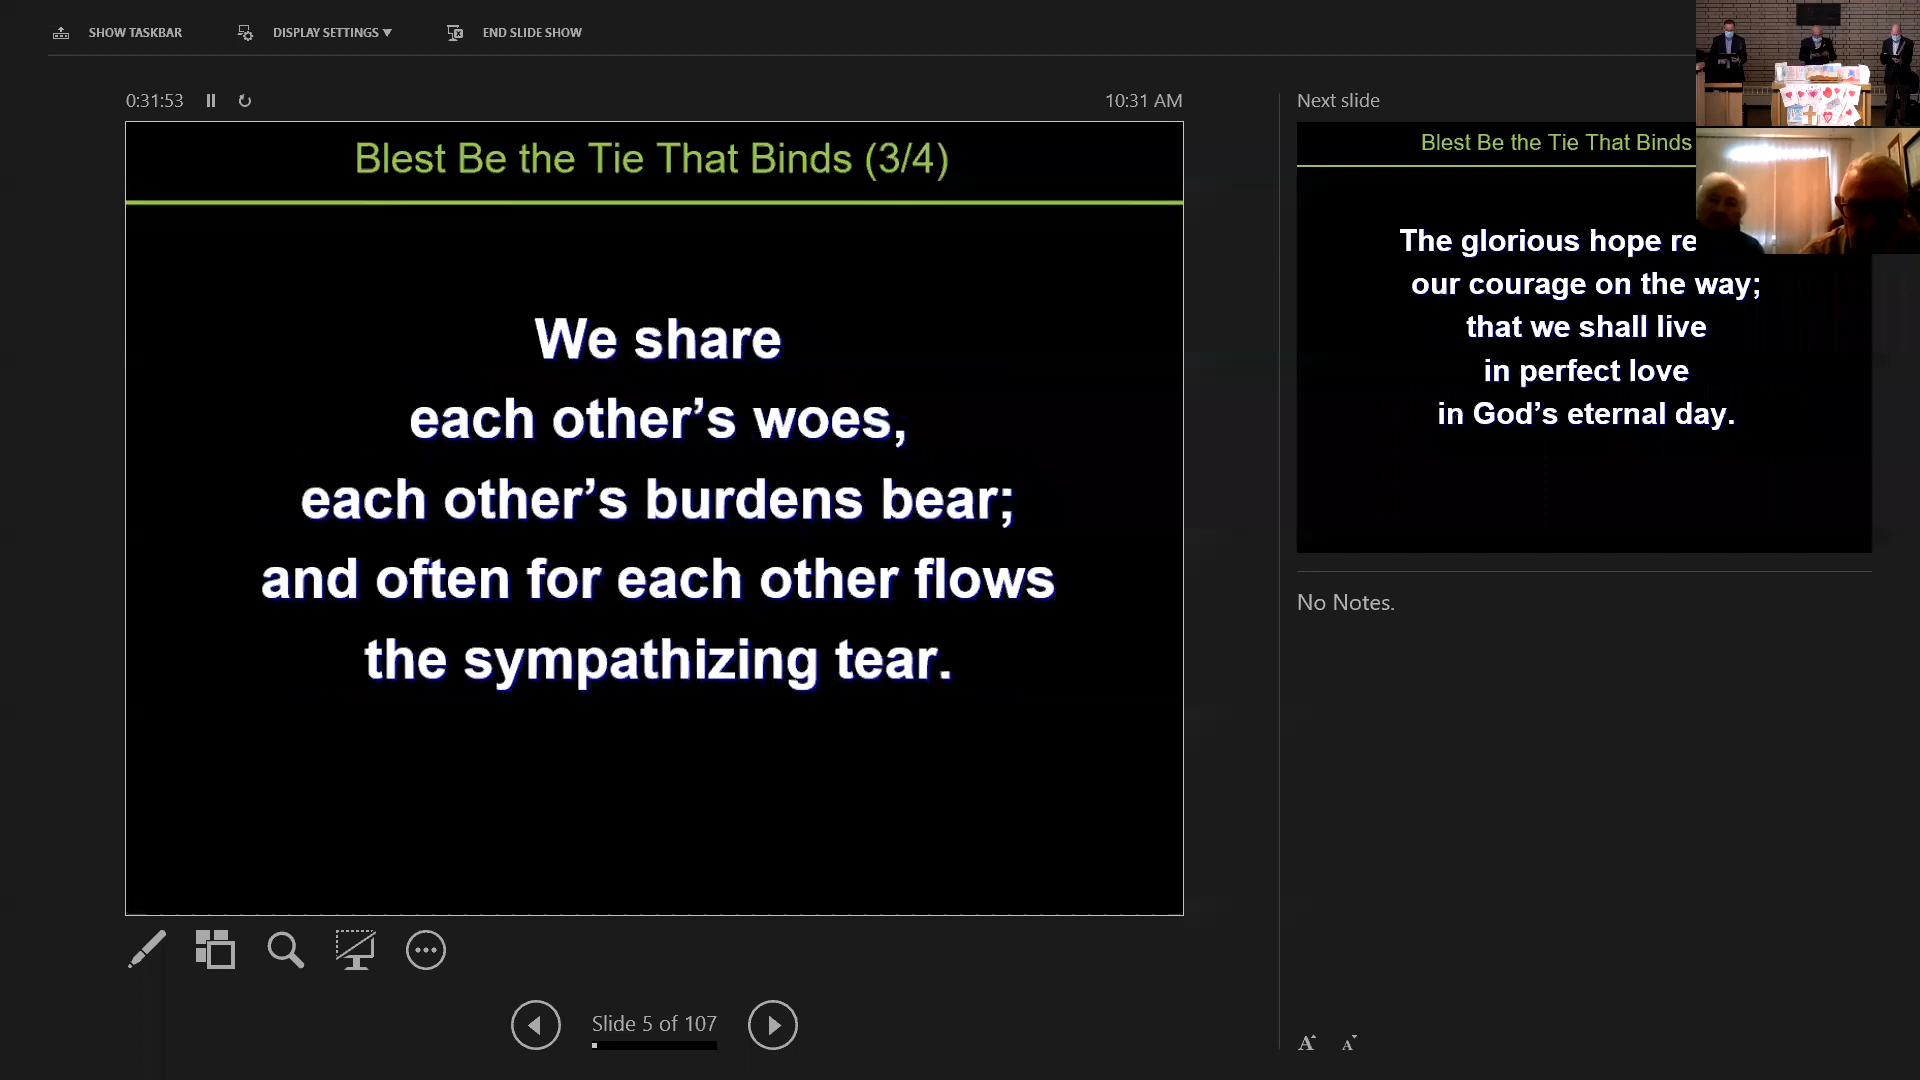 SHOW TASKBAR DISPLAY SETTINGS ▼ END SLIDE SHOW
0:31:53 10:31 AM
Blest Be the Tie That Binds (3/4)
We share
each other’s woes,
each other’s burdens bear;
and often for each other flows
the sympathizing tear.
Slide 5 of 107
Next slide
Blest Be the Tie That Binds
The glorious hope
our courage on the way;
that we shall live
in perfect love
in God’s eternal day.
No Notes.
A A